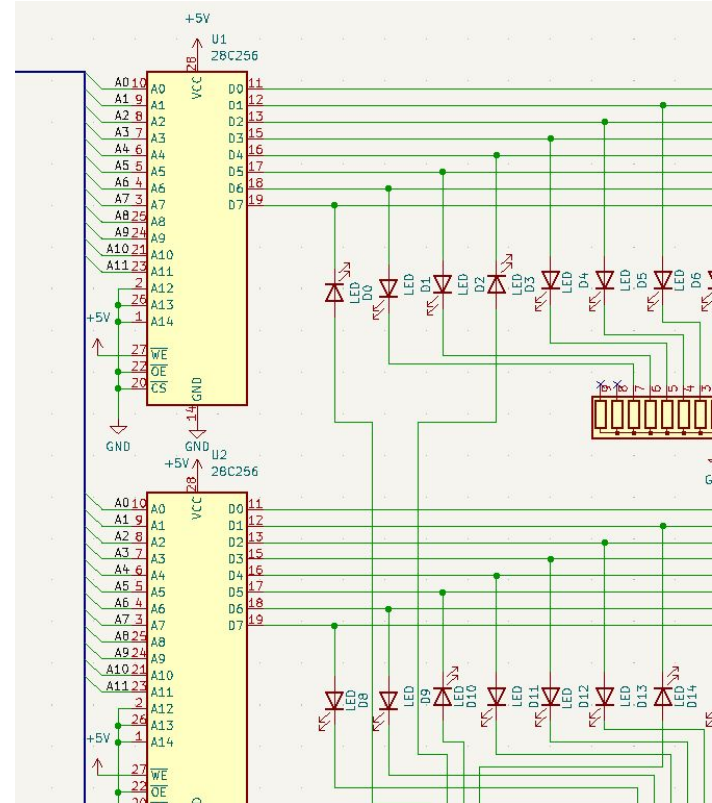 +5V
U1
28C256
28
VCC
A0 10 A0 D0 11
A1 9 A1 D1 12
A2 8 A2 D2 13
A3 7 A3 D3 15
A4 6 A4 D4 16
A5 5 A5 D5 17
A6 4 A6 D6 18
A7 3 A7 D7 19
A8 25 A8
A9 24 A9
A10 21 A10
A11 23 A11
2 A12
26 A13
+5V 1 A14
27 WE
22 OE
20 CS
GND
14
GND
GND
LED D0
LED D1
LED D2
LED D3
LED D4
LED D5
LED D6
9 8 7 6 5 4 3
+5V
U2
28C256
28
VCC
A0 10 A0 D0 11
A1 9 A1 D1 12
A2 8 A2 D2 13
A3 7 A3 D3 15
A4 6 A4 D4 16
A5 5 A5 D5 17
A6 4 A6 D6 18
A7 3 A7 D7 19
A8 25 A8
A9 24 A9
A10 21 A10
A11 23 A11
2 A12
26 A13
+5V 1 A14
27 WE
22 OE
20
LED D8
LED D9
LED D10
LED D11
LED D12
LED D13
LED D14